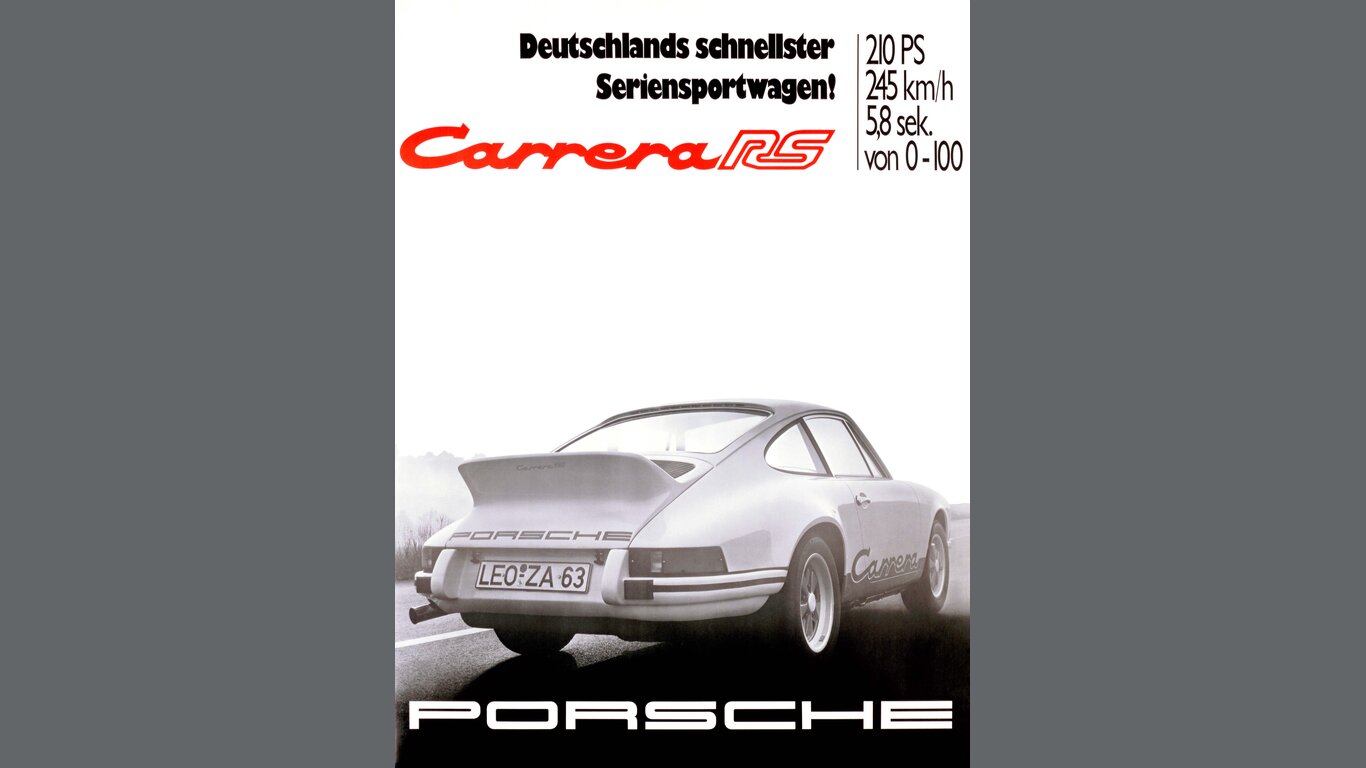 Deutschlands schnellster
Seriensportwagen!
Carrera RS
210 PS
245 km/h
5,8 sek.
von 0-100
Carrera RS
PORSCHE
LEO ZA 63
Carrera
PORSCHE